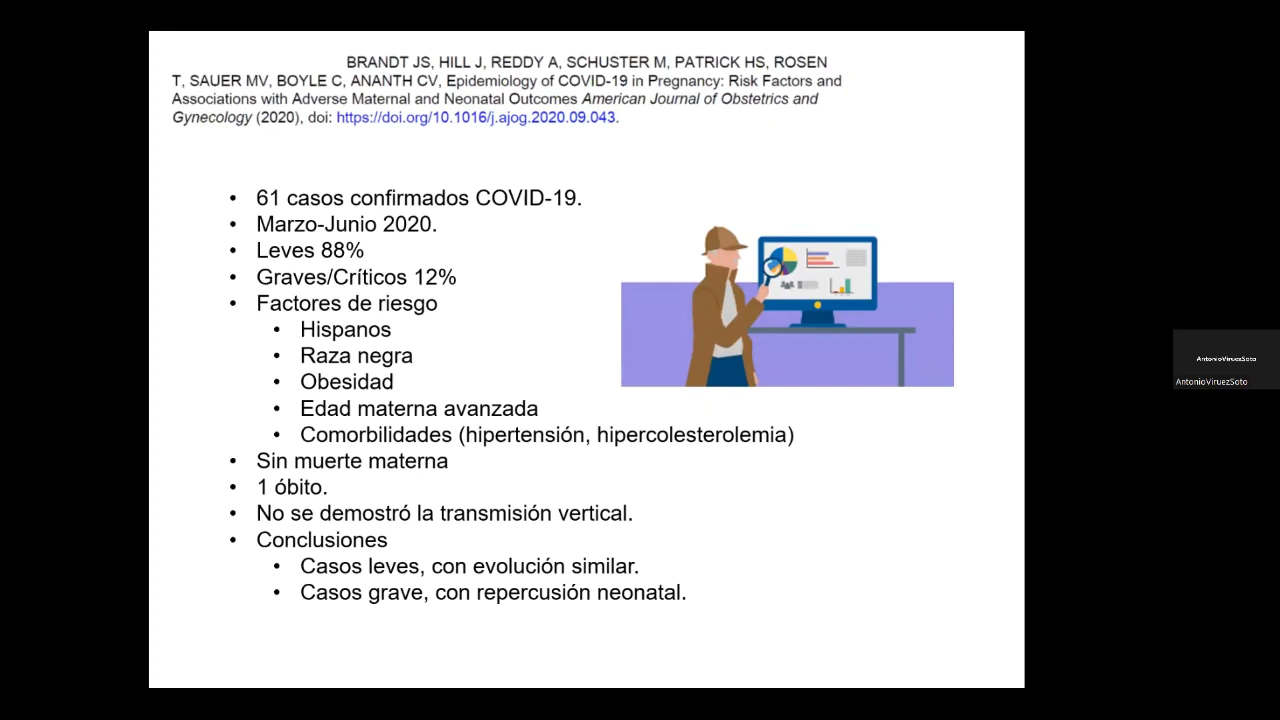 BRANDT JS, HILL J, REDDY A, SCHUSTER M, PATRICK HS, ROSEN
T, SAUER MV, BOYLE C, ANANTH CV, Epidemiology of COVID-19 in Pregnancy: Risk Factors and
Associations with Adverse Maternal and Neonatal Outcomes American Journal of Obstetrics and
Gynecology (2020), doi: https://doi.org/10.1016/j.ajog.2020.09.043.
• 61 casos confirmados COVID-19.
• Marzo-Junio 2020.
• Leves 88%
• Graves/Críticos 12%
• Factores de riesgo
• Hispanos
• Raza negra
• Obesidad
• Edad materna avanzada
• Comorbilidades (hipertensión, hipercolesterolemia)
• Sin muerte materna
• 1 óbito.
• No se demostró la transmisión vertical.
• Conclusiones
• Casos leves, con evolución similar.
• Casos grave, con repercusión neonatal.
AntonioViruezSoto
AntonioViruezSoto